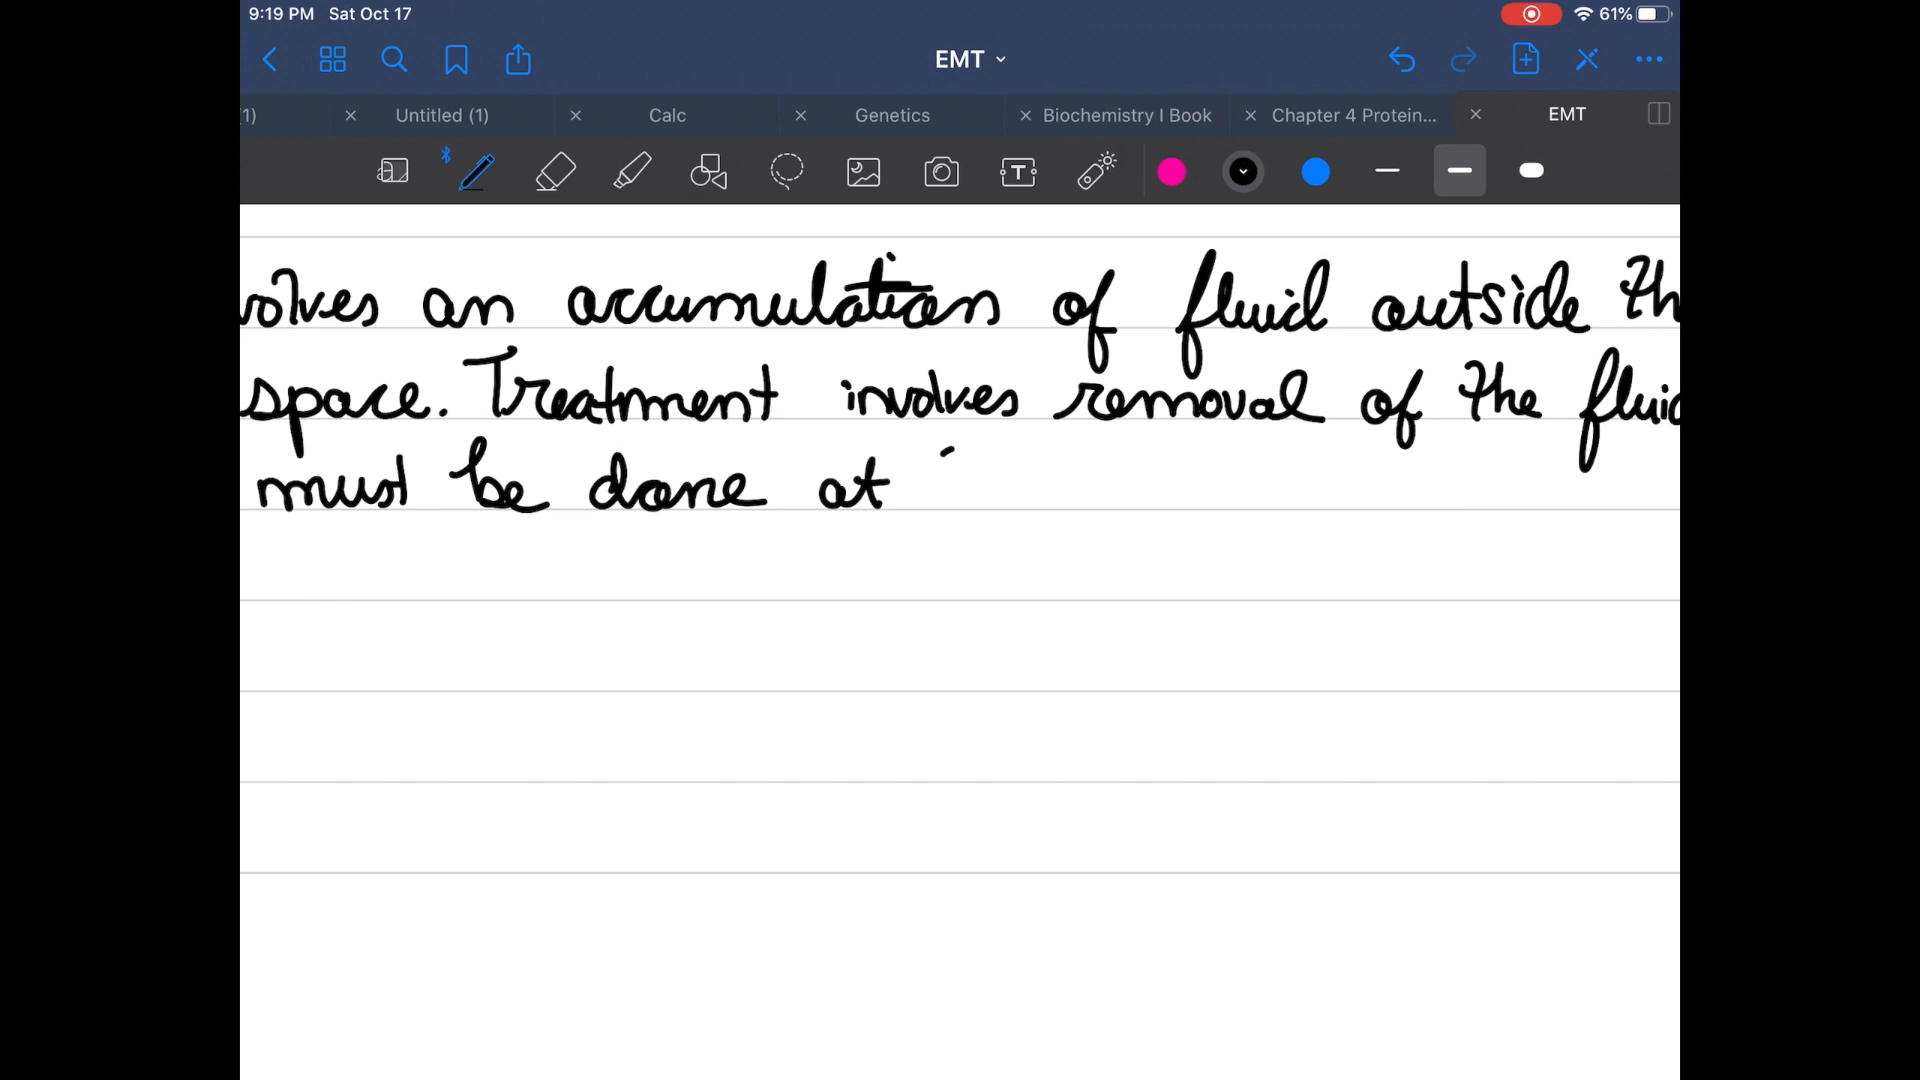 9:19 PM Sat Oct 17
61%
EMT
1) Untitled (1) Calc Genetics Biochemistry I Book Chapter 4 Protein... EMT
T
volves an accumulation of fluid outside th
space. Treatment involves removal of the fluid
must be done at